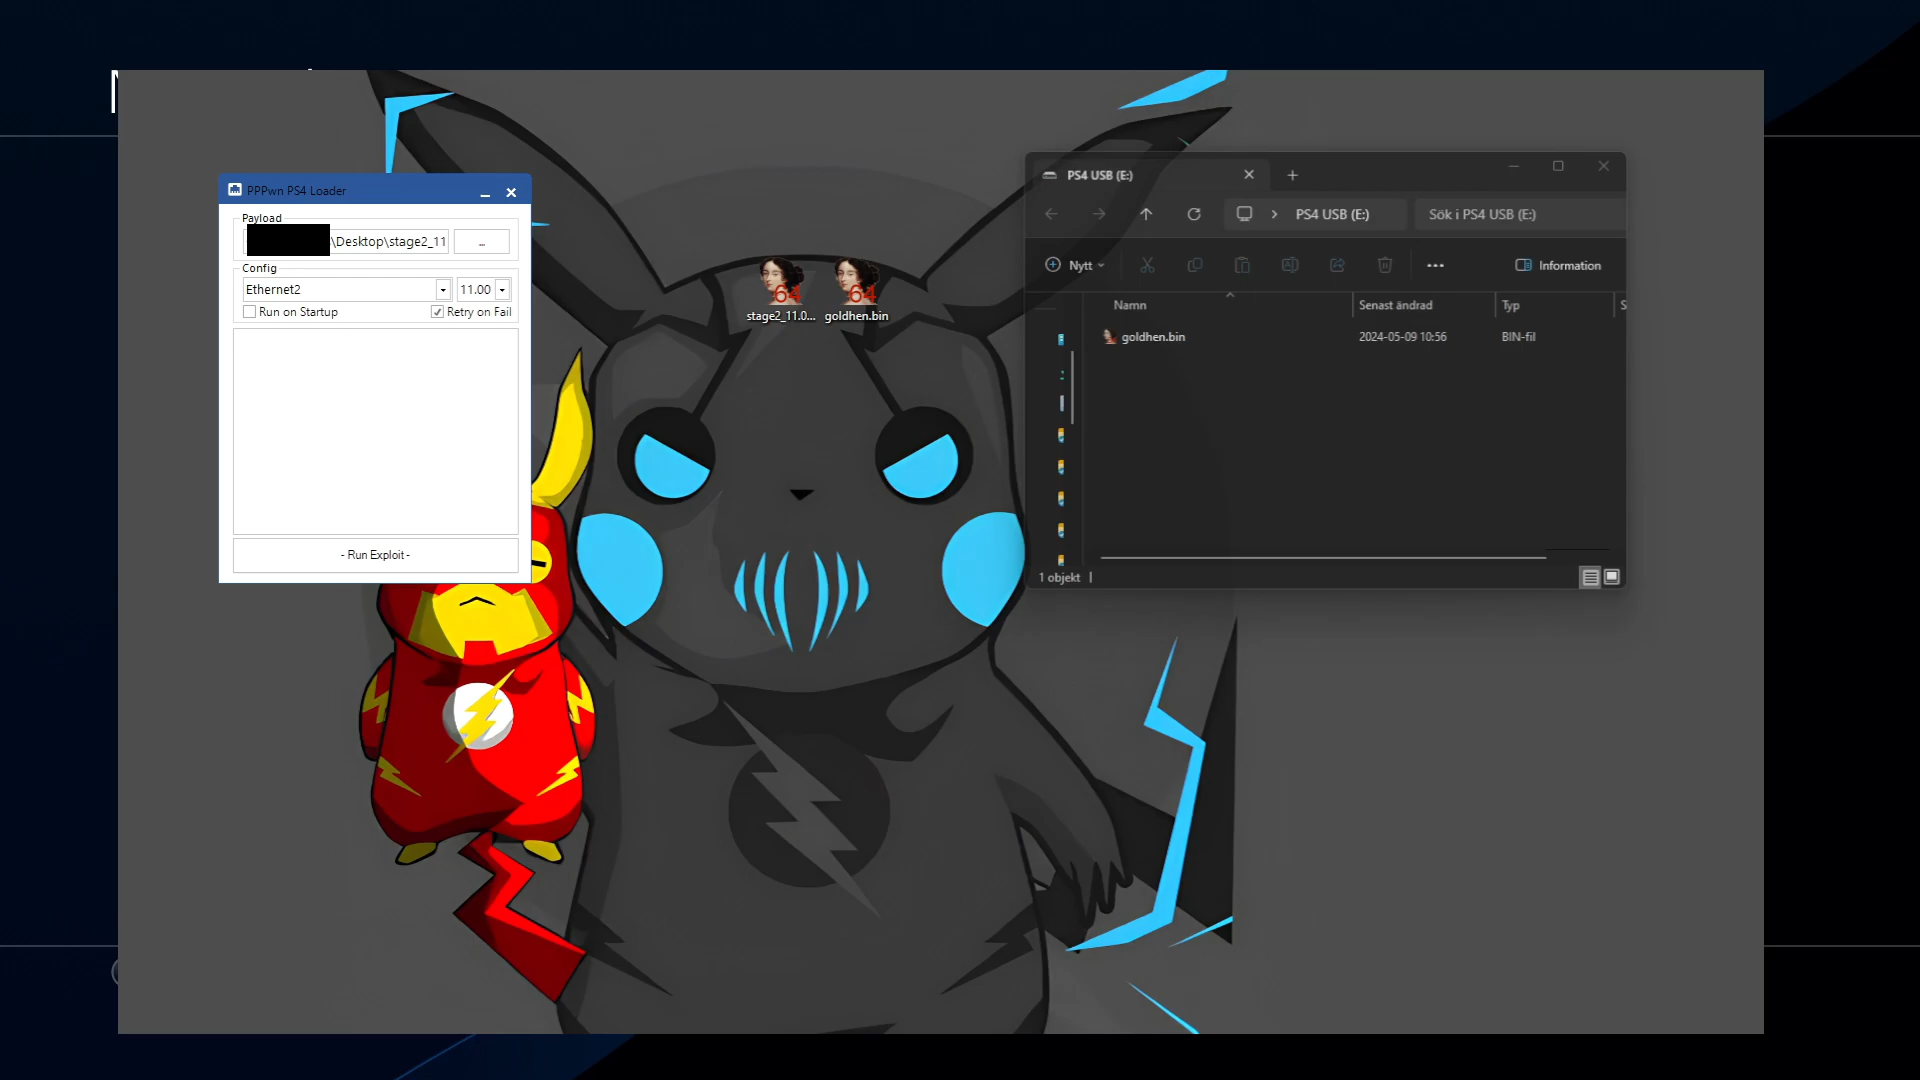 PPPwn PS4 Loader
Payload
\Desktop\stage2_11
...
Config
Ethernet2
11.00
Run on Startup
Retry on Fail
- Run Exploit -
64
64
stage2_11.0...
goldhen.bin
PS4 USB (E:)
PS4 USB (E:)
Sök i PS4 USB (E:)
Nytt
Information
Namn
Senast ändrad
Typ
S
goldhen.bin
2024-05-09 10:56
BIN-fil
1 objekt